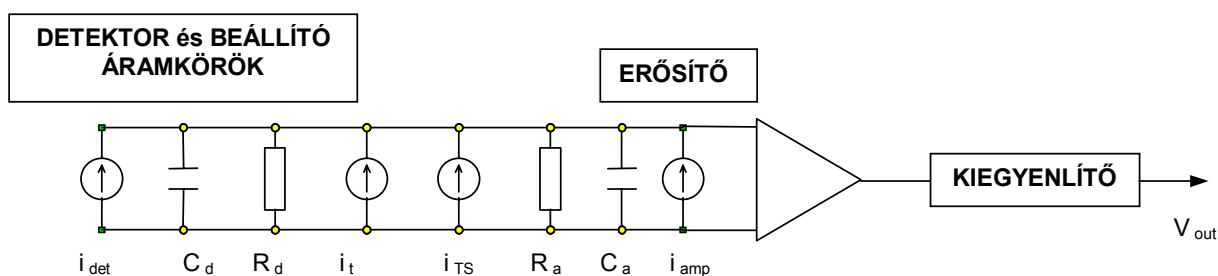 DETEKTOR és BEÁLLÍTÓ
ÁRAMKÖRÖK
ERŐSÍTŐ
KIEGYENLÍTŐ
V out
i det C d R d i t i TS R a C a i amp